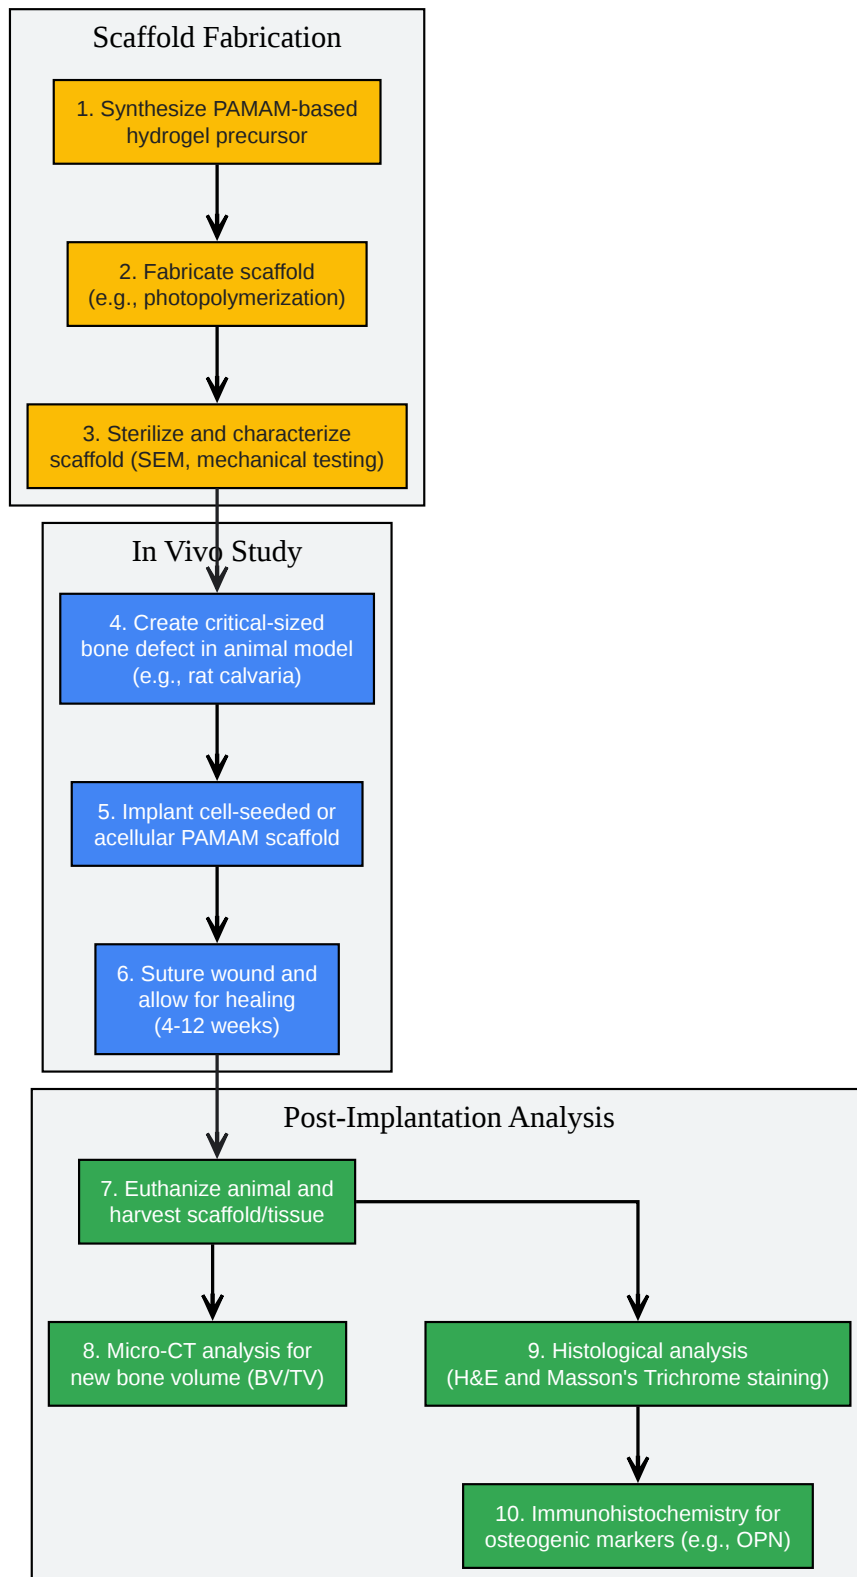 Scaffold Fabrication
1. Synthesize PAMAM-based
hydrogel precursor
2. Fabricate scaffold
(e.g., photopolymerization)
3. Sterilize and characterize
scaffold (SEM, mechanical testing)
In Vivo Study
4. Create critical-sized
bone defect in animal model
(e.g., rat calvaria)
5. Implant cell-seeded or
acellular PAMAM scaffold
6. Suture wound and
allow for healing
(4-12 weeks)
Post-Implantation Analysis
7. Euthanize animal and
harvest scaffold/tissue
8. Micro-CT analysis for
new bone volume (BV/TV)
9. Histological analysis
(H&E and Masson's Trichrome staining)
10. Immunohistochemistry for
osteogenic markers (e.g., OPN)